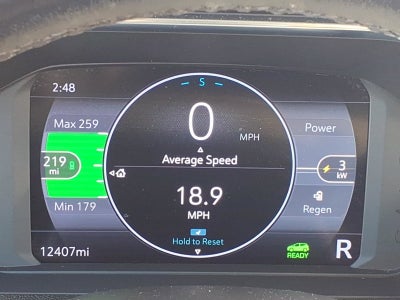 2:48
S
Max 259
0
MPH
Power
Average Speed
219
mi
3
kW
18.9
MPH
Min 179
Regen
Hold to Reset
12407mi
READY
R